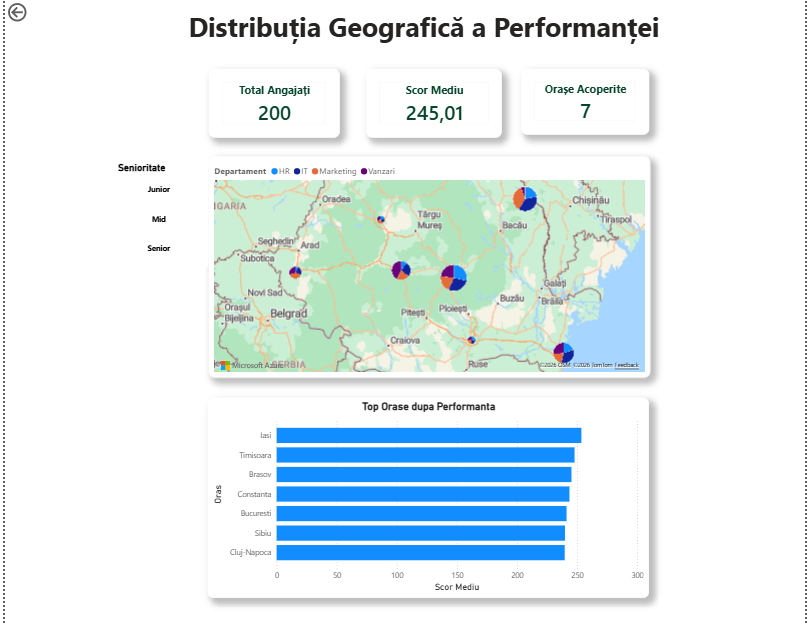 Distribuția Geografică a Performanței
Total Angajați
200
Scor Mediu
245,01
Orașe Acoperite
7
Senioritate
Junior
Mid
Senior
Departament HR IT Marketing Vanzari
IGARIA
Oradea
Târgu
Mureș
Chișinău
Tiraspol
Bacău
Seghedin
Arad
Subotica
Novi Sad
Orașul
Bijeljina
Belgrad
Galați
Brăila
Buzău
Ploiești
Pitești
Craiova
Ruse
SERBIA
Microsoft Azure
©2026 OSM ©2026 TomTom Feedback
Top Orase dupa Performanta
Oras
Iasi
Timisoara
Brasov
Constanta
Bucuresti
Sibiu
Cluj-Napoca
0 50 100 150 200 250 300
Scor Mediu